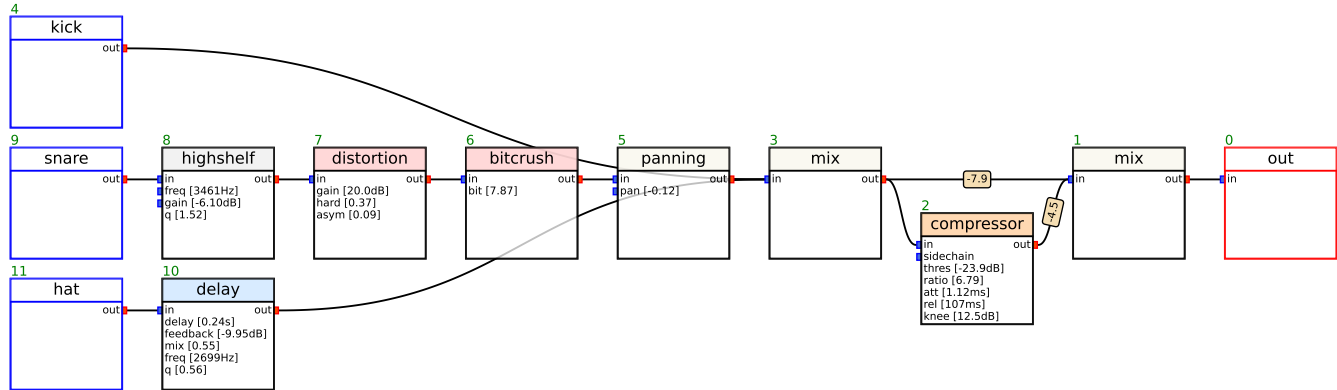 4
kick
out
9
snare
out
8
highshelf
in out
freq [3461Hz]
gain [-6.10dB]
q [1.52]
7
distortion
in out
gain [20.0dB]
hard [0.37]
asym [0.09]
6
bitcrush
in out
bit [7.87]
5
panning
in out
pan [-0.12]
3
mix
in out
-7.9
2
compressor
in out
sidechain
thres [-23.9dB]
ratio [6.79]
att [1.12ms]
rel [107ms]
knee [12.5dB]
-4.5
1
mix
in out
0
out
in
11
hat
out
10
delay
in out
delay [0.24s]
feedback [-9.95dB]
mix [0.55]
freq [2699Hz]
q [0.56]